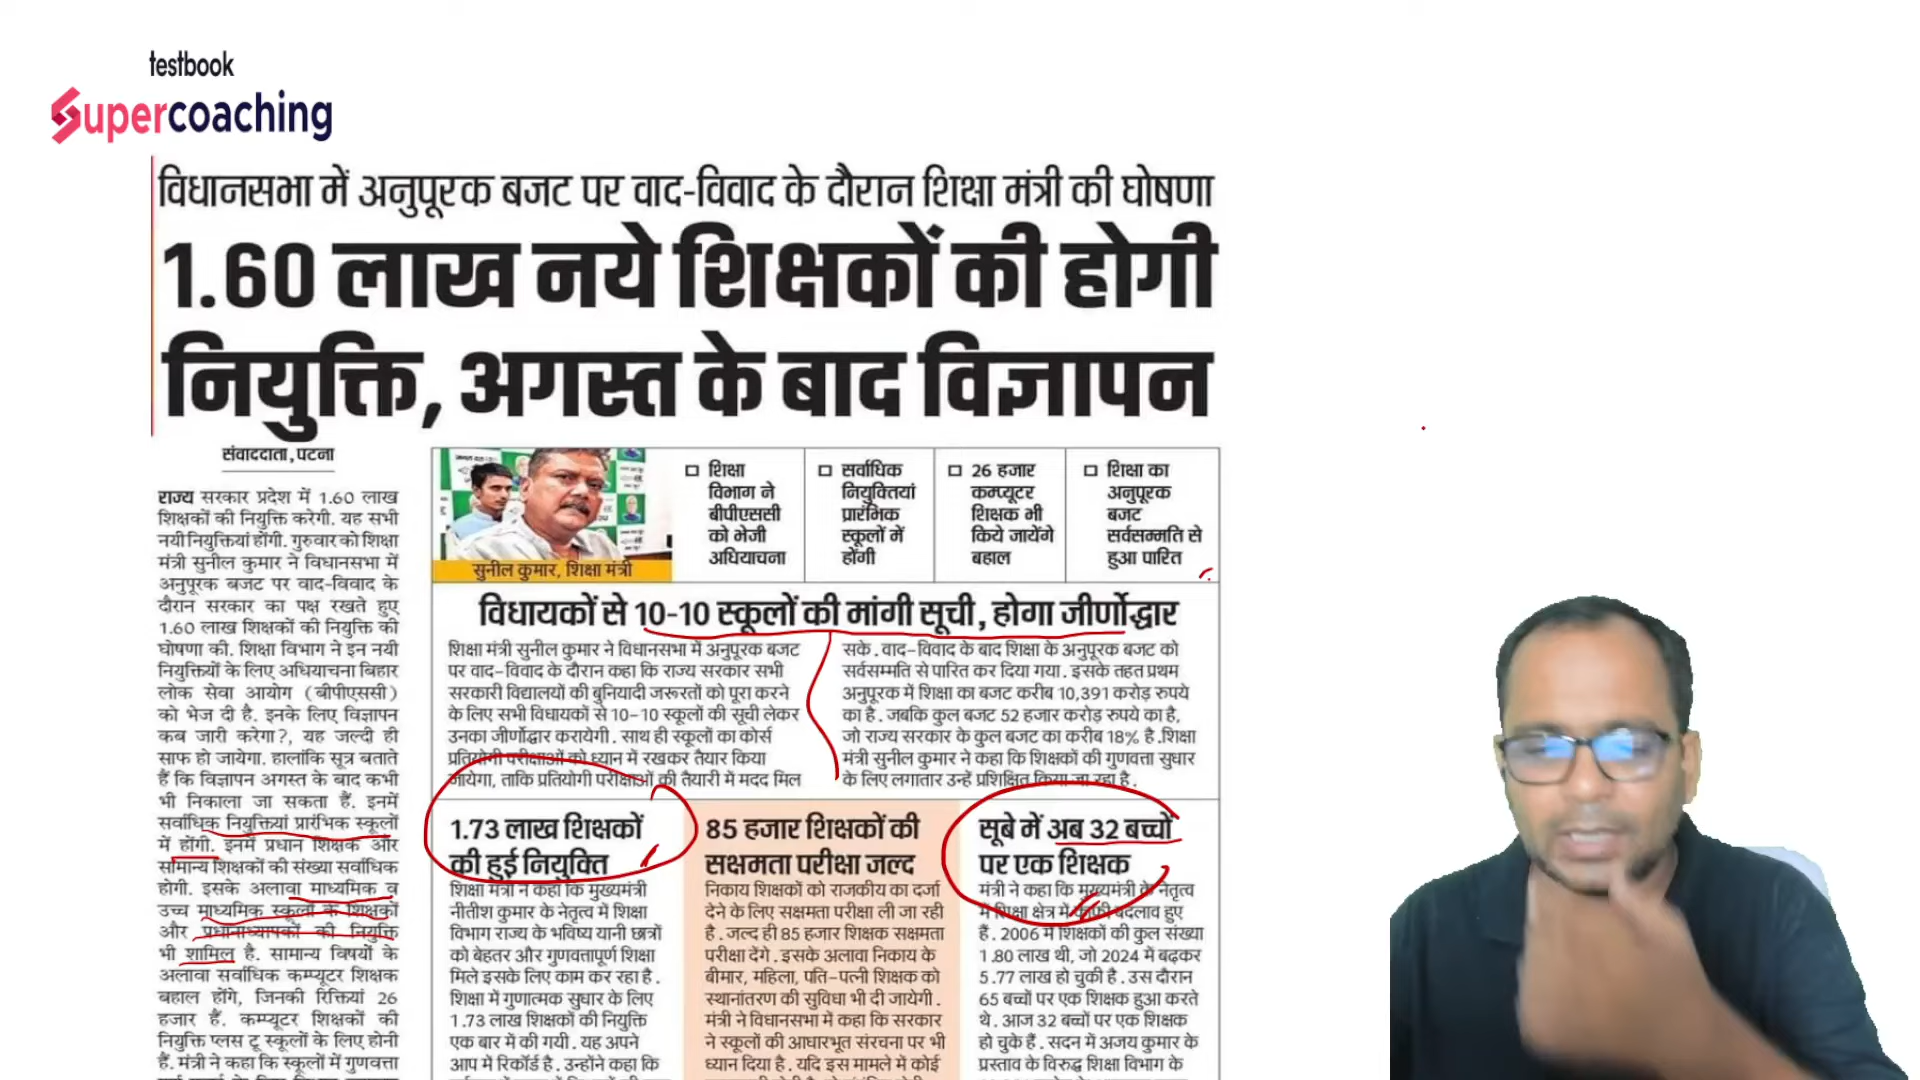 testbook
Supercoaching
विधानसभा में अनुपूरक बजट पर वाद-विवाद के दौरान शिक्षा मंत्री की घोषणा
1.60 लाख नये शिक्षकों की होगी
नियुक्ति, अगस्त के बाद विज्ञापन
संवाददाता, पटना
राज्य सरकार प्रदेश में 1.60 लाख
शिक्षकों की नियुक्ति करेगी. यह सभी
नयी नियुक्तियां होंगी. गुरुवार को शिक्षा
मंत्री सुनील कुमार ने विधानसभा में
अनुपूरक बजट पर वाद-विवाद के
दौरान सरकार का पक्ष रखते हुए
1.60 लाख शिक्षकों की नियुक्ति की
घोषणा की. शिक्षा विभाग ने इन नयी
नियुक्तियों के लिए अधियाचना बिहार
लोक सेवा आयोग (बीपीएससी)
को भेज दी है. इनके लिए विज्ञापन
कब जारी करेगा?, यह जल्दी ही
साफ हो जायेगा. हालांकि सूत्र बताते
हैं कि विज्ञापन अगस्त के बाद कभी
भी निकाला जा सकता हैं. इनमें
सर्वाधिक नियुक्तियां प्रारंभिक स्कूलों
में होंगी. इनमें प्रधान शिक्षक और
सामान्य शिक्षकों की संख्या सर्वाधिक
होगी. इसके अलावा माध्यमिक व
उच्च माध्यमिक स्कूलों के शिक्षकों
और प्रधानाध्यापकों की नियुक्ति
भी शामिल है. सामान्य विषयों के
अलावा सर्वाधिक कम्प्यूटर शिक्षक
बहाल होंगे, जिनकी रिक्तियां 26
हजार हैं. कम्प्यूटर शिक्षकों की
नियुक्ति प्लस टू स्कूलों के लिए होनी
हैं. मंत्री ने कहा कि स्कूलों में गुणवत्ता
सुनील कुमार, शिक्षा मंत्री
शिक्षा
विभाग ने
बीपीएससी
को भेजी
अधियाचना
सर्वाधिक
नियुक्तियां
प्रारंभिक
स्कूलों में
होंगी
26 हजार
कम्प्यूटर
शिक्षक भी
किये जायेंगे
बहाल
शिक्षा का
अनुपूरक
बजट
सर्वसम्मति से
हुआ पारित
विधायकों से 10-10 स्कूलों की मांगी सूची, होगा जीर्णोद्धार
शिक्षा मंत्री सुनील कुमार ने विधानसभा में अनुपूरक बजट
पर वाद-विवाद के दौरान कहा कि राज्य सरकार सभी
सरकारी विद्यालयों की बुनियादी जरूरतों को पूरा करने
के लिए सभी विधायकों से 10-10 स्कूलों की सूची लेकर
उनका जीर्णोद्धार करायेगी. साथ ही स्कूलों का कोर्स
प्रतियोगी परीक्षाओं को ध्यान में रखकर तैयार किया
जायेगा, ताकि प्रतियोगी परीक्षाओं की तैयारी में मदद मिल
सके. वाद-विवाद के बाद शिक्षा के अनुपूरक बजट को
सर्वसम्मति से पारित कर दिया गया. इसके तहत प्रथम
अनुपूरक में शिक्षा का बजट करीब 10,391 करोड़ रुपये
का है. जबकि कुल बजट 52 हजार करोड़ रुपये का है,
जो राज्य सरकार के कुल बजट का करीब 18% है.शिक्षा
मंत्री सुनील कुमार ने कहा कि शिक्षकों की गुणवत्ता सुधार
के लिए लगातार उन्हें प्रशिक्षित किया जा रहा है.
1.73 लाख शिक्षकों
की हुई नियुक्ति
शिक्षा मंत्री ने कहा कि मुख्यमंत्री
नीतीश कुमार के नेतृत्व में शिक्षा
विभाग राज्य के भविष्य यानी छात्रों
को बेहतर और गुणवत्तापूर्ण शिक्षा
मिले इसके लिए काम कर रहा है.
शिक्षा में गुणात्मक सुधार के लिए
1.73 लाख शिक्षकों की नियुक्ति
एक बार में की गयी. यह अपने
आप में रिकॉर्ड है. उन्होंने कहा कि
85 हजार शिक्षकों की
सक्षमता परीक्षा जल्द
निकाय शिक्षकों को राजकीय का दर्जा
देने के लिए सक्षमता परीक्षा ली जा रही
है. जल्द ही 85 हजार शिक्षक सक्षमता
परीक्षा देंगे. इसके अलावा निकाय के
बीमार, महिला, पति-पत्नी शिक्षक को
स्थानांतरण की सुविधा भी दी जायेगी.
मंत्री ने विधानसभा में कहा कि सरकार
ने स्कूलों की आधारभूत संरचना पर भी
ध्यान दिया है. यदि इस मामले में कोई
सूबे में अब 32 बच्चों
पर एक शिक्षक
मंत्री ने कहा कि मुख्यमंत्री के नेतृत्व
में शिक्षा क्षेत्र में काफी बदलाव हुए
हैं. 2006 में शिक्षकों की कुल संख्या
1.80 लाख थी, जो 2024 में बढ़कर
5.77 लाख हो चुकी है. उस दौरान
65 बच्चों पर एक शिक्षक हुआ करते
थे. आज 32 बच्चों पर एक शिक्षक
हो चुके हैं. सदन में अजय कुमार के
प्रस्ताव के विरुद्ध शिक्षा विभाग के